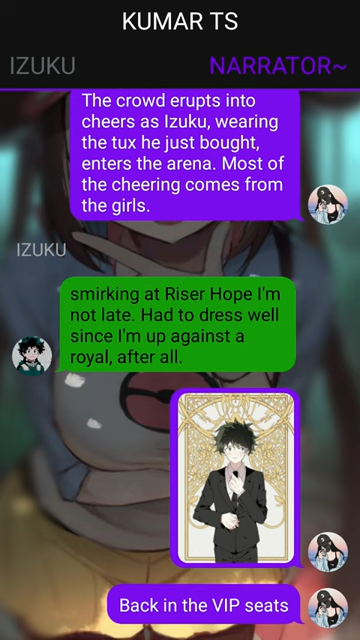 KUMAR TS
IZUKU NARRATOR~
The crowd erupts into
cheers as Izuku, wearing
the tux he just bought,
enters the arena. Most of
the cheering comes from
the girls.
IZUKU
smirking at Riser Hope I'm
not late. Had to dress well
since I'm up against a
royal, after all.
Back in the VIP seats